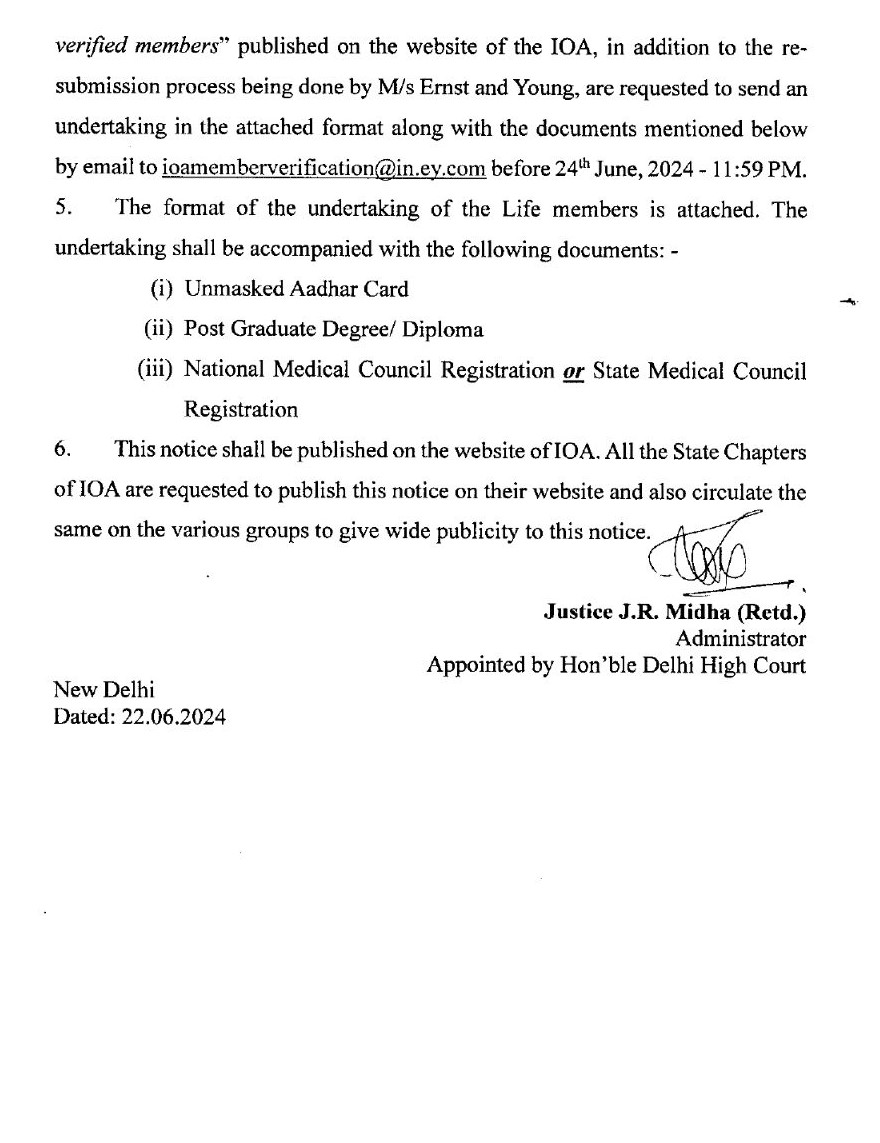 verified members” published on the website of the IOA, in addition to the re-
submission process being done by M/s Ernst and Young, are requested to send an
undertaking in the attached format along with the documents mentioned below
by email to ioamemberverification@in.ey.com before 24th June, 2024 - 11:59 PM.
5. The format of the undertaking of the Life members is attached. The
undertaking shall be accompanied with the following documents: -
(i) Unmasked Aadhar Card
(ii) Post Graduate Degree/ Diploma
(iii) National Medical Council Registration or State Medical Council
Registration
6. This notice shall be published on the website of IOA. All the State Chapters
of IOA are requested to publish this notice on their website and also circulate the
same on the various groups to give wide publicity to this notice.
Justice J.R. Midha (Retd.)
Administrator
Appointed by Hon’ble Delhi High Court
New Delhi
Dated: 22.06.2024